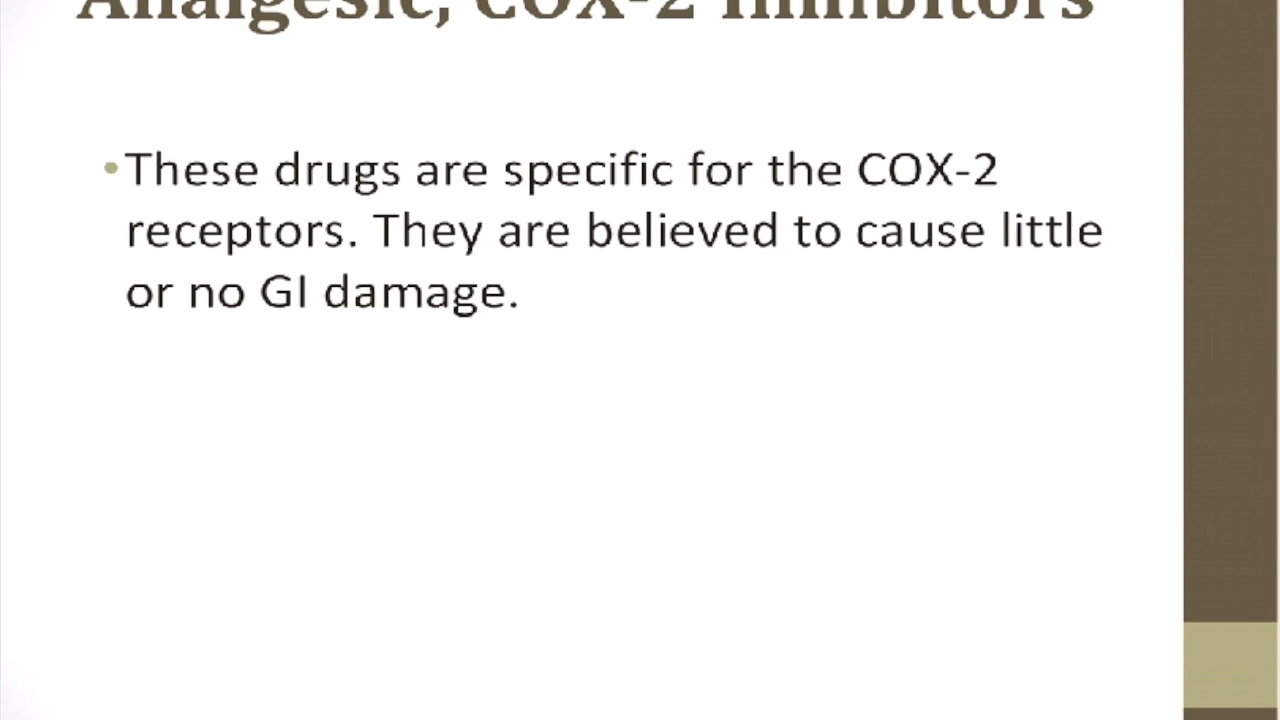 Analgesic, COX-2 Inhibitors
•These drugs are specific for the COX-2
receptors. They are believed to cause little
or no GI damage.